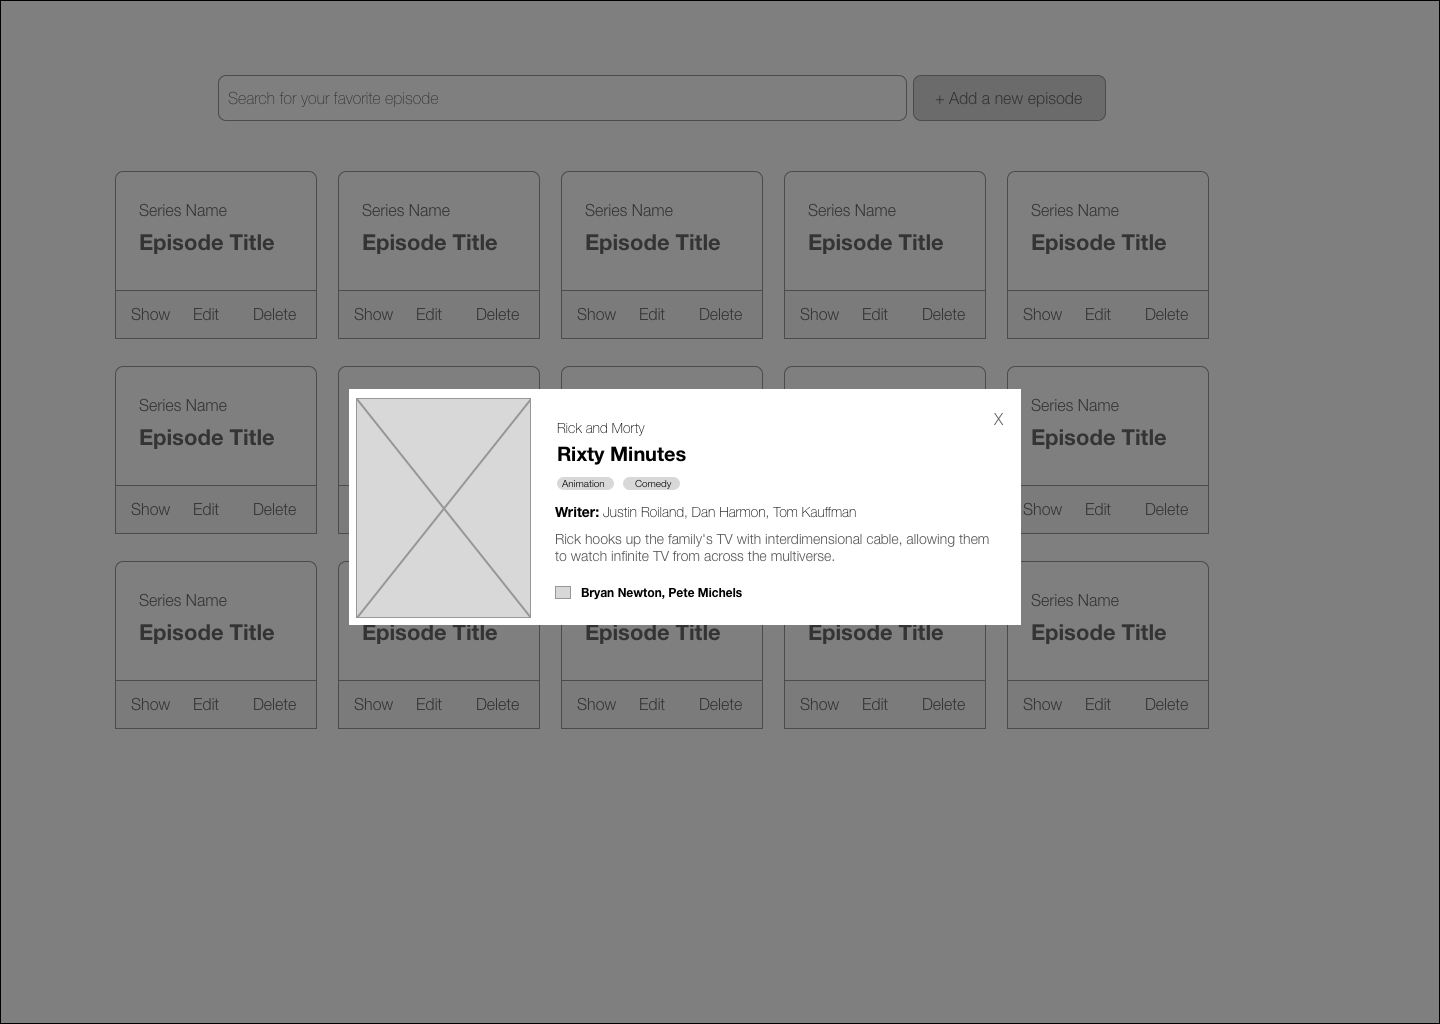 Search for your favorite episode
+ Add a new episode
Series Name Series Name Series Name Series Name Series Name
Episode Title Episode Title Episode Title Episode Title Episode Title
Show Edit Delete Show Edit Delete Show Edit Delete Show Edit Delete Show Edit Delete
Series Name
Episode Title
Show Edit Delete
X
Rick and Morty
Rixty Minutes
Animation Comedy
Writer: Justin Roiland, Dan Harmon, Tom Kauffman
Rick hooks up the family's TV with interdimensional cable, allowing them
to watch infinite TV from across the multiverse.
Bryan Newton, Pete Michels
Series Name
Episode Title
Show Edit Delete
Series Name Series Name
Episode Title Episode Title Episode Title Episode Title Episode Title
Show Edit Delete Show Edit Delete Show Edit Delete Show Edit Delete Show Edit Delete